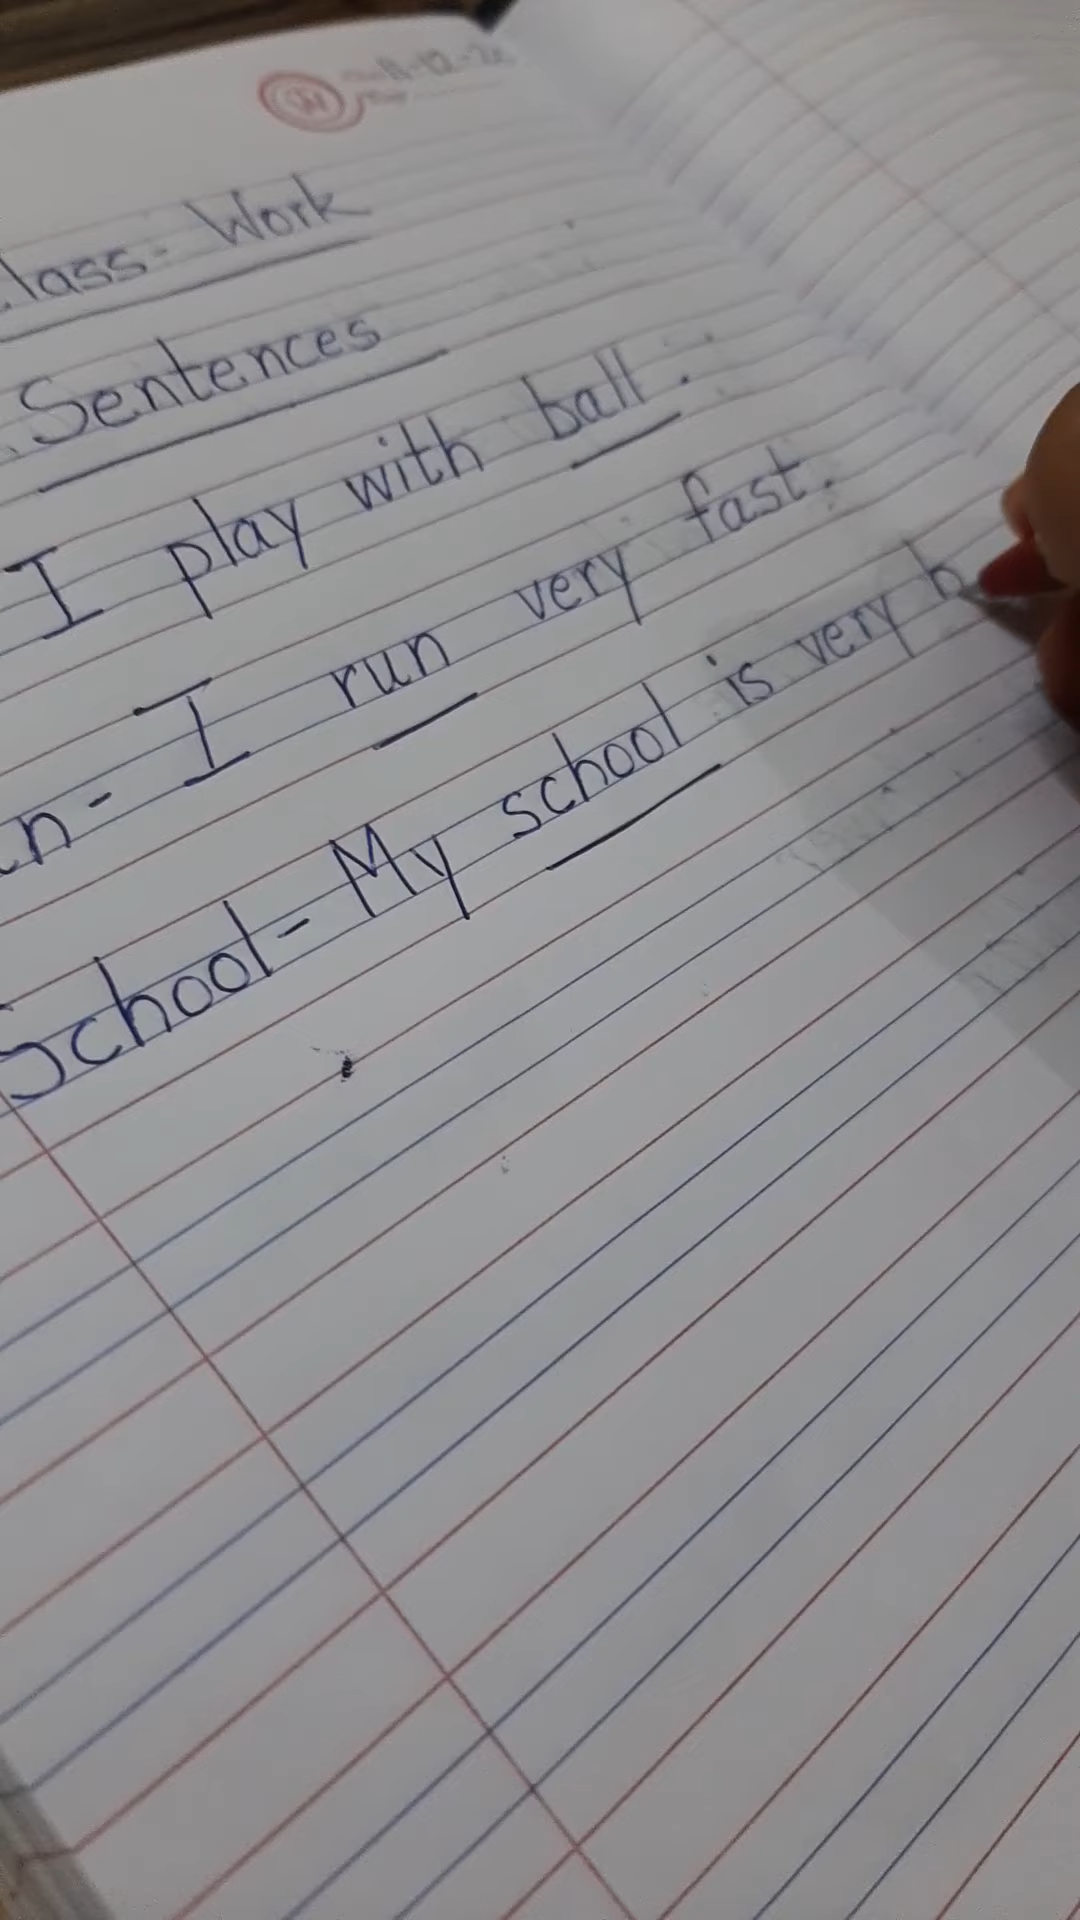 lass- Work
Sentences
I play with ball.
n- I run very fast.
School- My school is very b